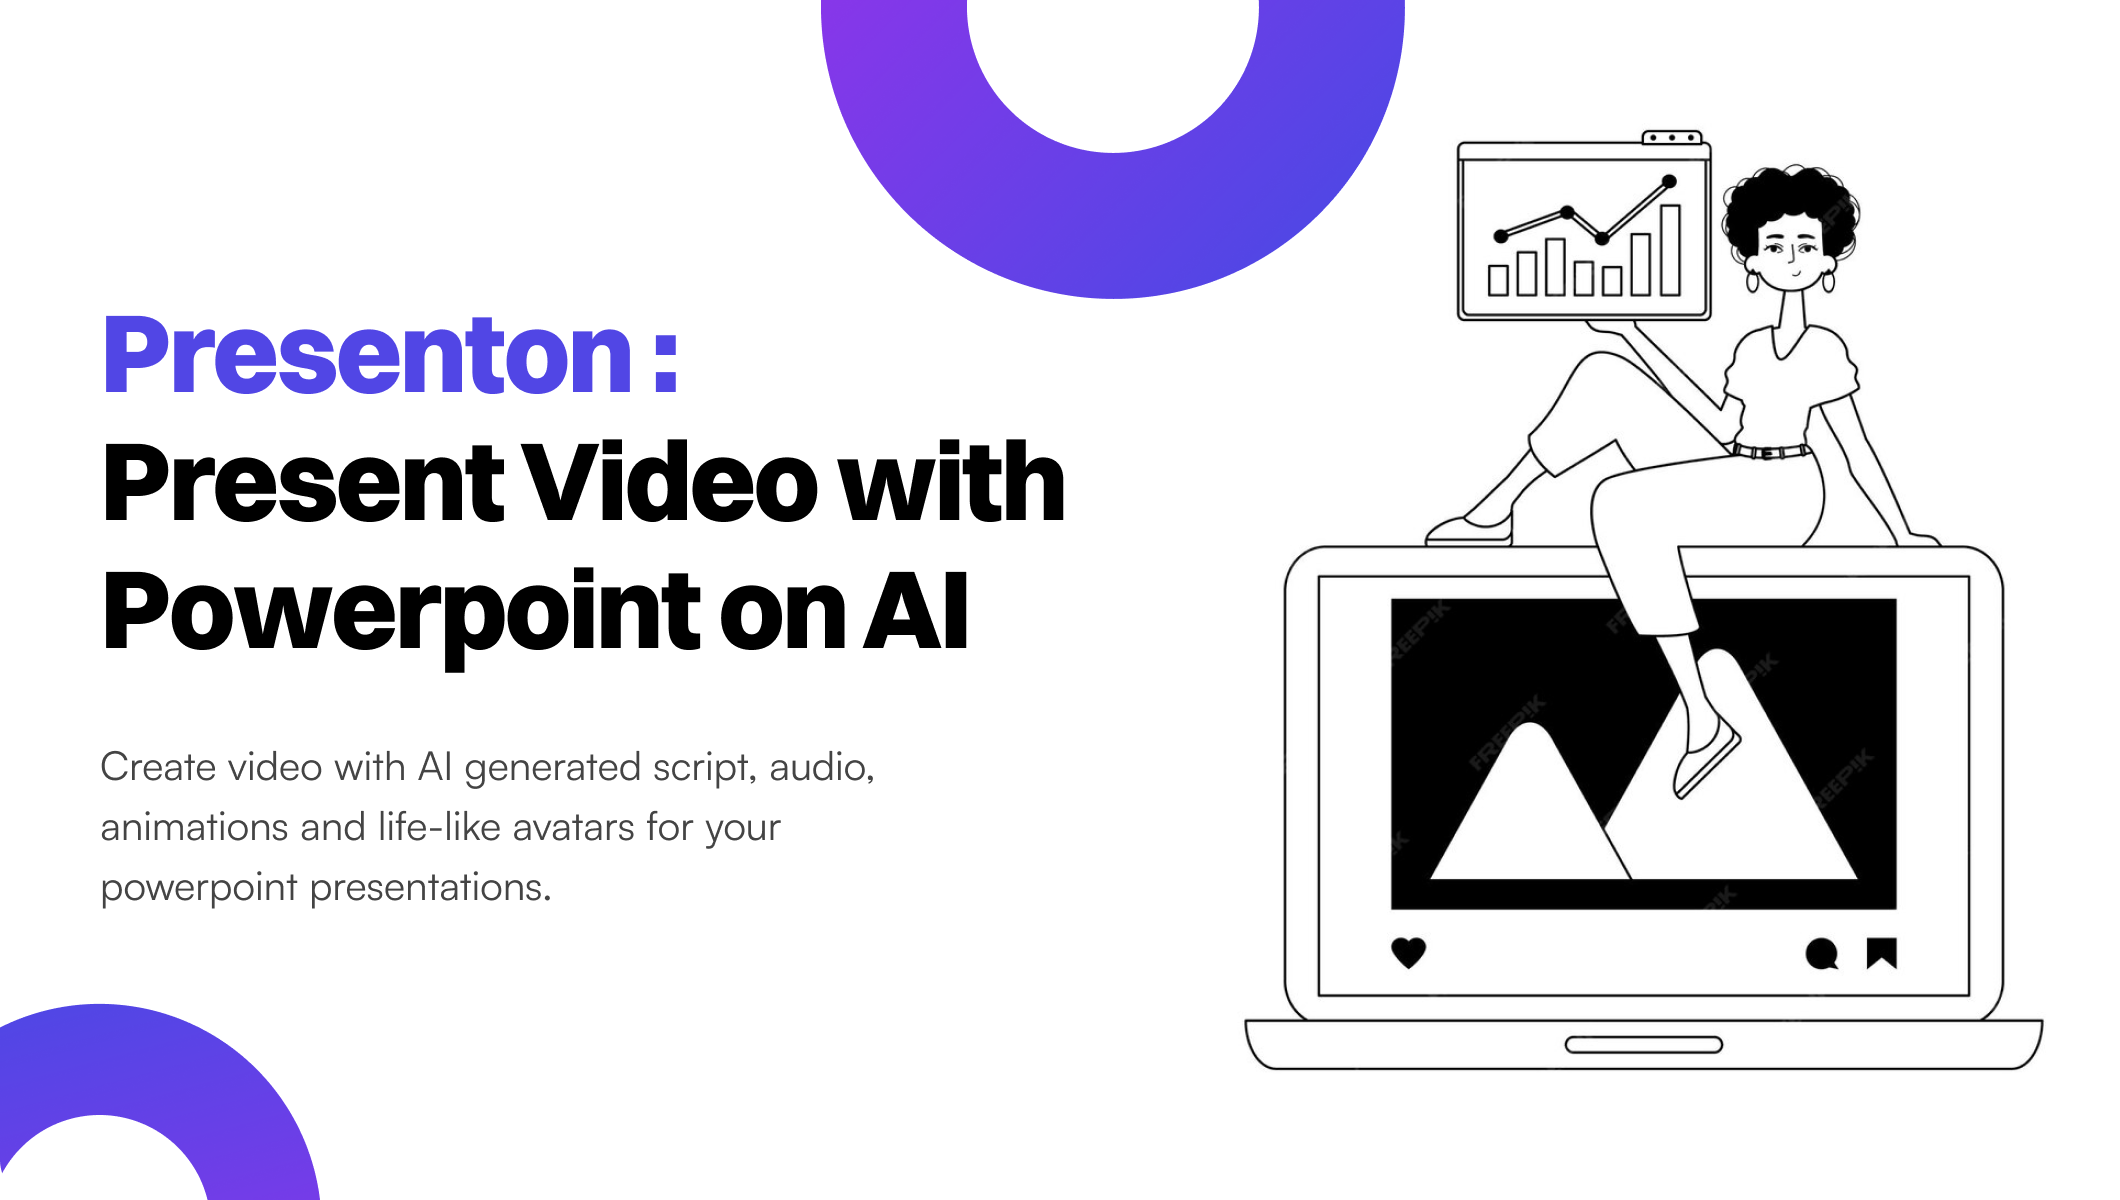 Presenton :
Present Video with
Powerpoint on AI
Create video with AI generated script, audio,
animations and life-like avatars for your
powerpoint presentations.
FREEPIK